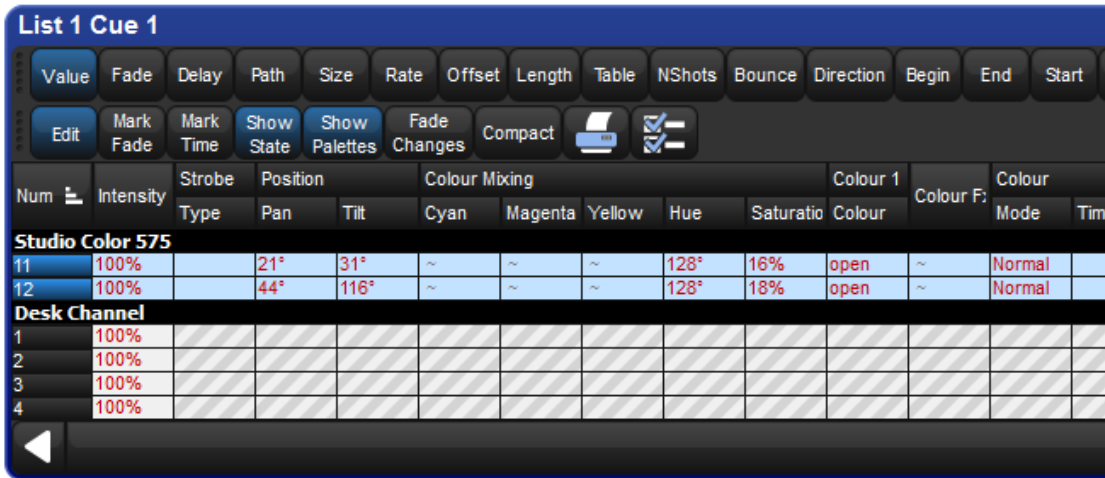 List 1 Cue 1
Value Fade Delay Path Size Rate Offset Length Table NShots Bounce Direction Begin End Start
Edit Mark Fade Mark Time Show State Show Palettes Fade Changes Compact
Num Intensity Strobe Position Colour Mixing Colour 1 Colour Fx Colour
Type Pan Tilt Cyan Magenta Yellow Hue Saturatio Colour Mode Tim
Studio Color 575
11 100% 21° 31° ~ ~ ~ 128° 16% open ~ Normal
12 100% 44° 116° ~ ~ ~ 128° 18% open ~ Normal
Desk Channel
1 100%
2 100%
3 100%
4 100%